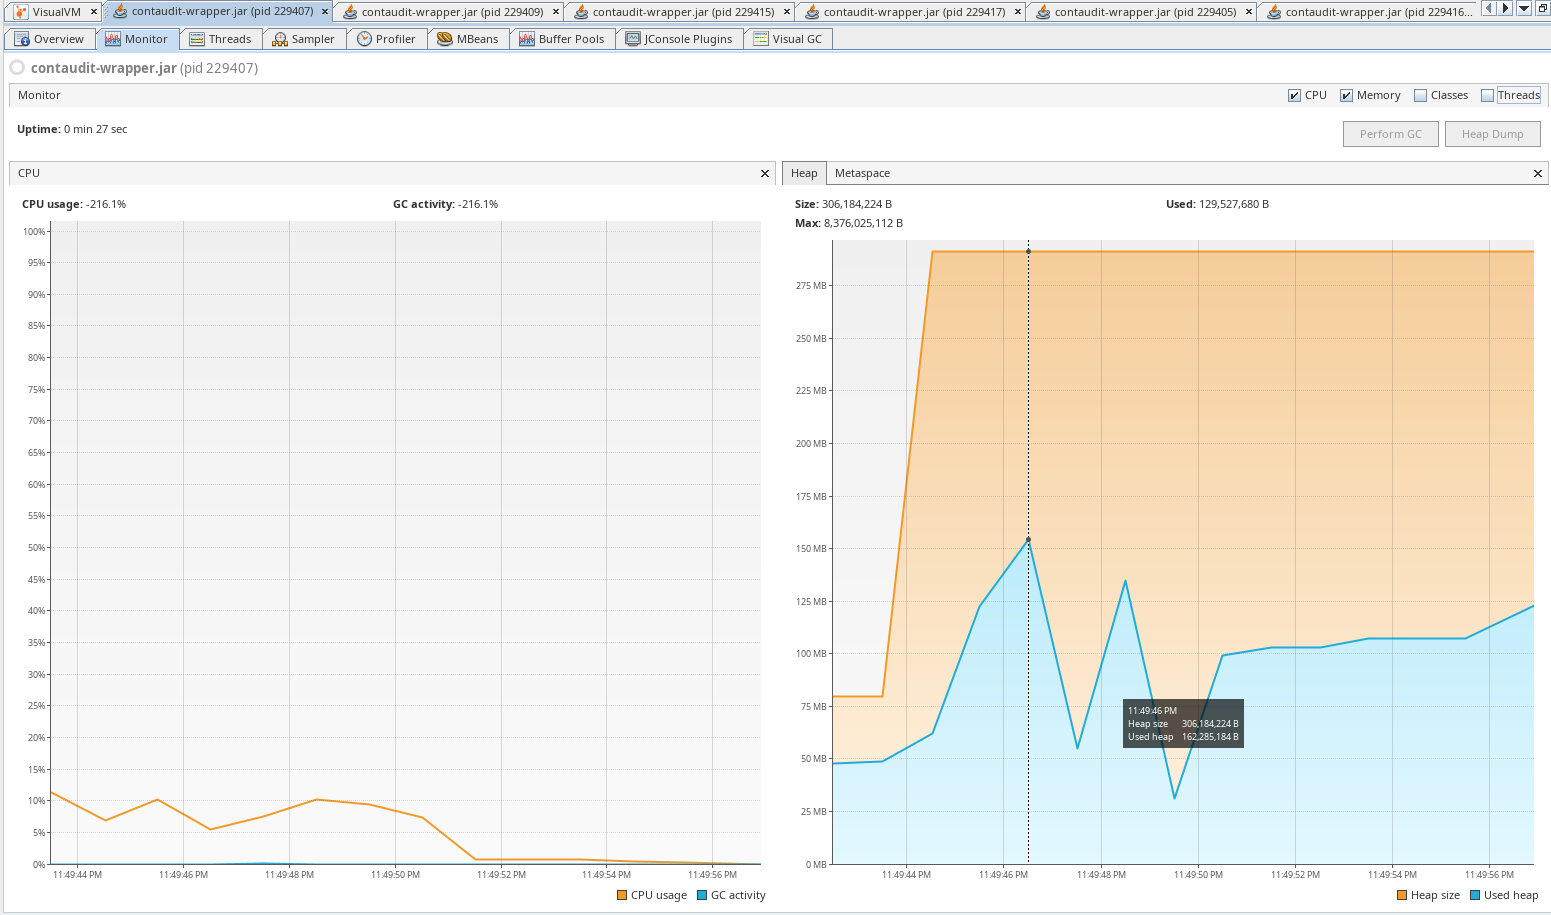 VisualVM
contaudit-wrapper.jar (pid 229407)
contaudit-wrapper.jar (pid 229409)
contaudit-wrapper.jar (pid 229415)
contaudit-wrapper.jar (pid 229417)
contaudit-wrapper.jar (pid 229405)
contaudit-wrapper.jar (pid 229416...
Overview
Monitor
Threads
Sampler
Profiler
MBeans
Buffer Pools
JConsole Plugins
Visual GC
contaudit-wrapper.jar (pid 229407)
Monitor
CPU
Memory
Classes
Threads
Uptime: 0 min 27 sec
Perform GC
Heap Dump
CPU
CPU usage: -216.1%
GC activity: -216.1%
100%
95%
90%
85%
80%
75%
70%
65%
60%
55%
50%
45%
40%
35%
30%
25%
20%
15%
10%
5%
0%
11:49:44 PM
11:49:46 PM
11:49:48 PM
11:49:50 PM
11:49:52 PM
11:49:54 PM
11:49:56 PM
CPU usage
GC activity
Heap
Metaspace
Size: 306,184,224 B
Used: 129,527,680 B
Max: 8,376,025,112 B
275 MB
250 MB
225 MB
200 MB
175 MB
150 MB
125 MB
100 MB
75 MB
50 MB
25 MB
0 MB
11:49:46 PM
Heap size 306,184,224 B
Used heap 162,285,184 B
11:49:44 PM
11:49:46 PM
11:49:48 PM
11:49:50 PM
11:49:52 PM
11:49:54 PM
11:49:56 PM
Heap size
Used heap